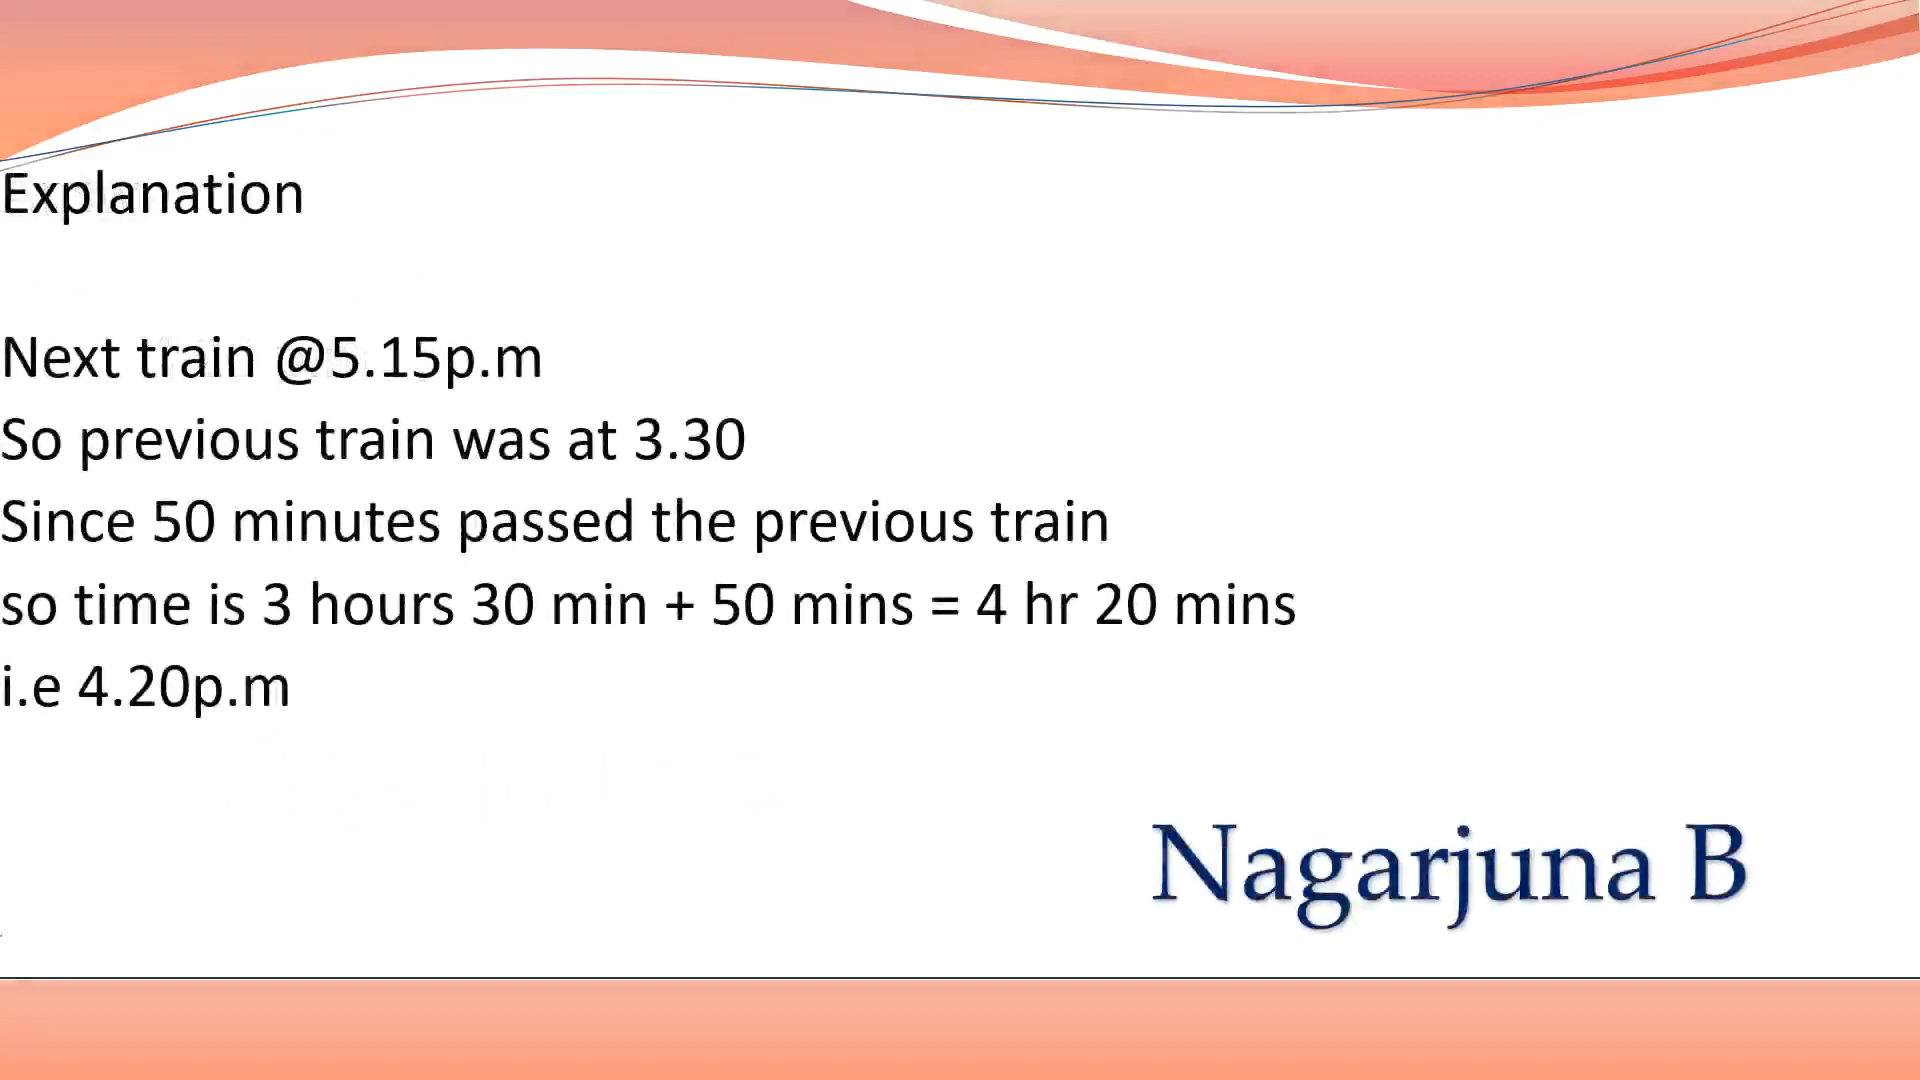 Explanation
Next train @5.15p.m
So previous train was at 3.30
Since 50 minutes passed the previous train
so time is 3 hours 30 min + 50 mins = 4 hr 20 mins
i.e 4.20p.m
Nagarjuna B